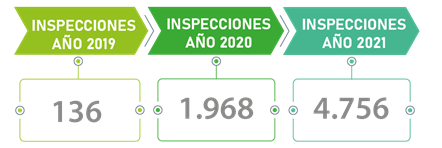 INSPECCIONES
AÑO 2019
INSPECCIONES
AÑO 2020
INSPECCIONES
AÑO 2021
136
1.968
4.756